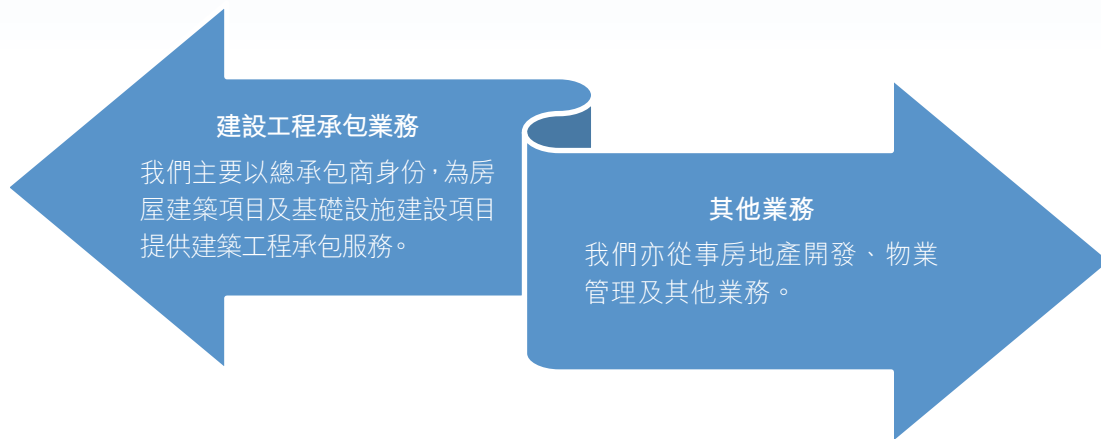 建設工程承包業務
我們主要以總承包商身份，為房
屋建築項目及基礎設施建設項目
提供建築工程承包服務。
其他業務
我們亦從事房地產開發、物業
管理及其他業務。